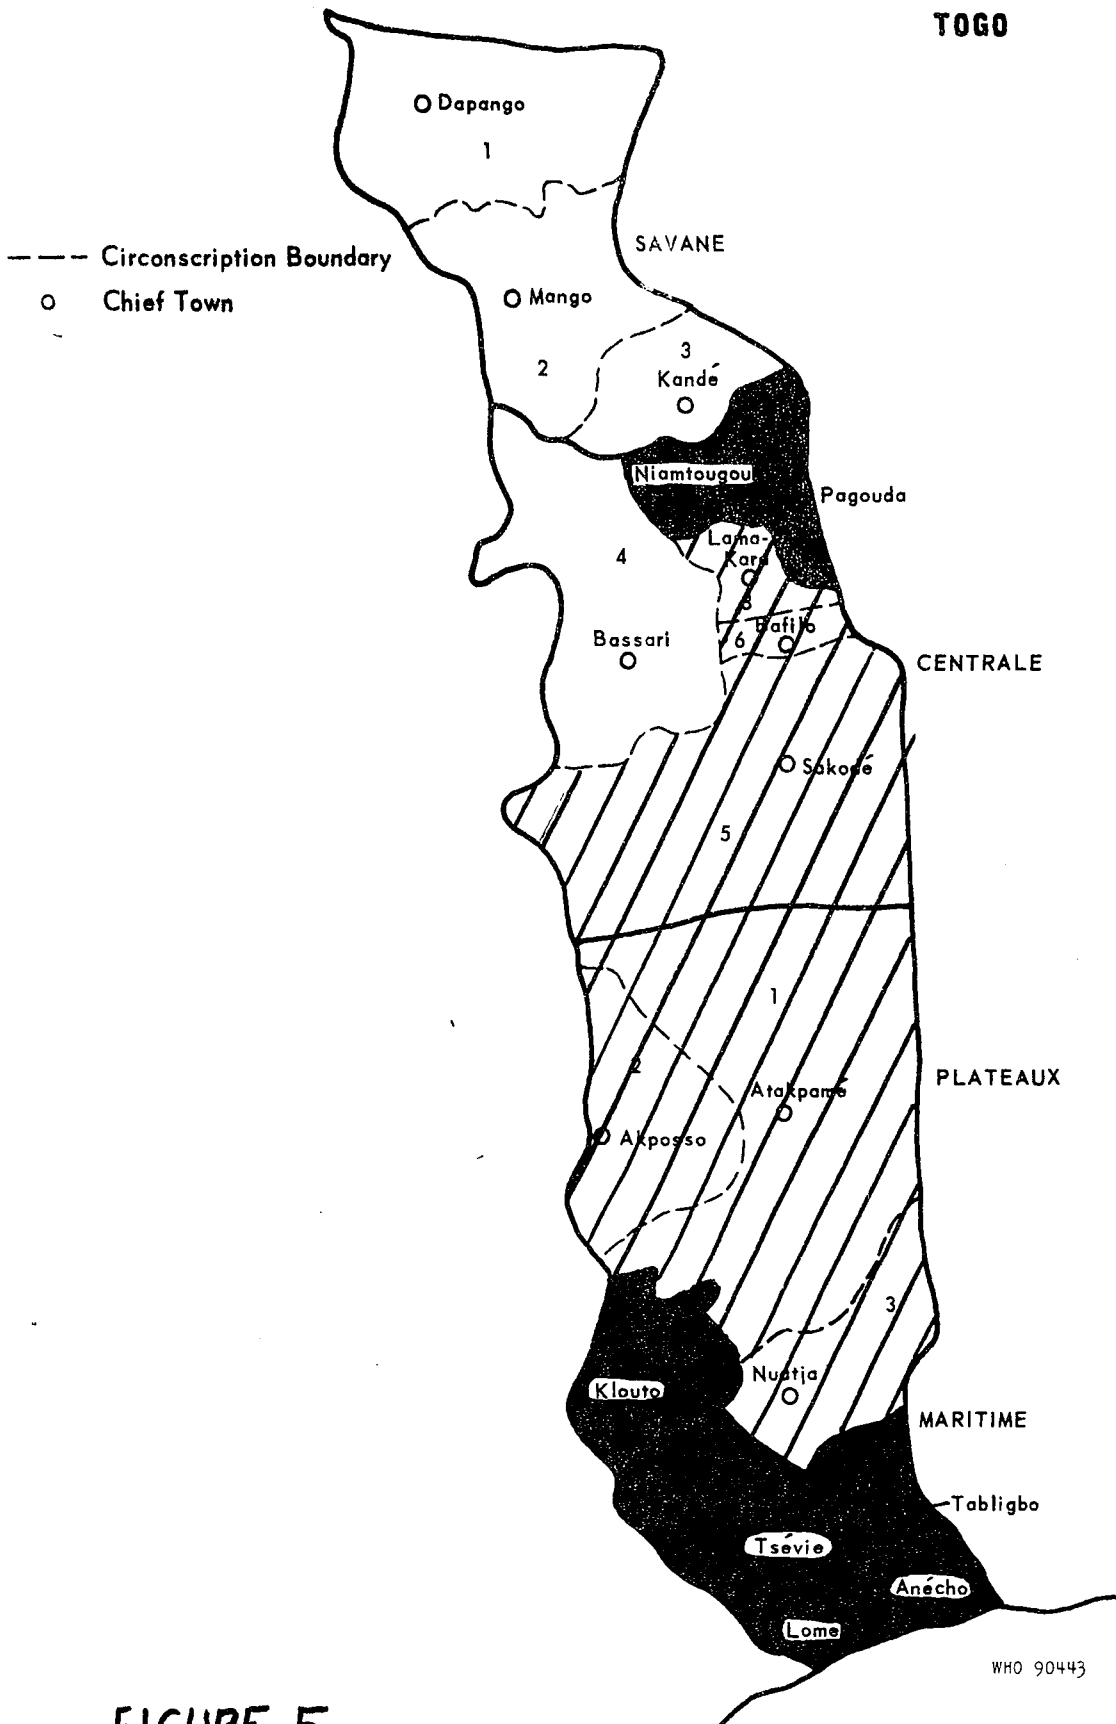 TOGO
Dapango
1
SAVANE
Circonscription Boundary
Chief Town
Mango
2
3
Kandé
Niamtougou
Pagouda
Lama-
Kara
4
8
Bafilo
6
Bassari
CENTRALE
Sokodé
5
1
2
PLATEAUX
Atakpamé
Akposso
3
Nuatja
Klouto
MARITIME
Tabligbo
Tsévie
Anécho
Lome
WHO 90443
FIGURE 5